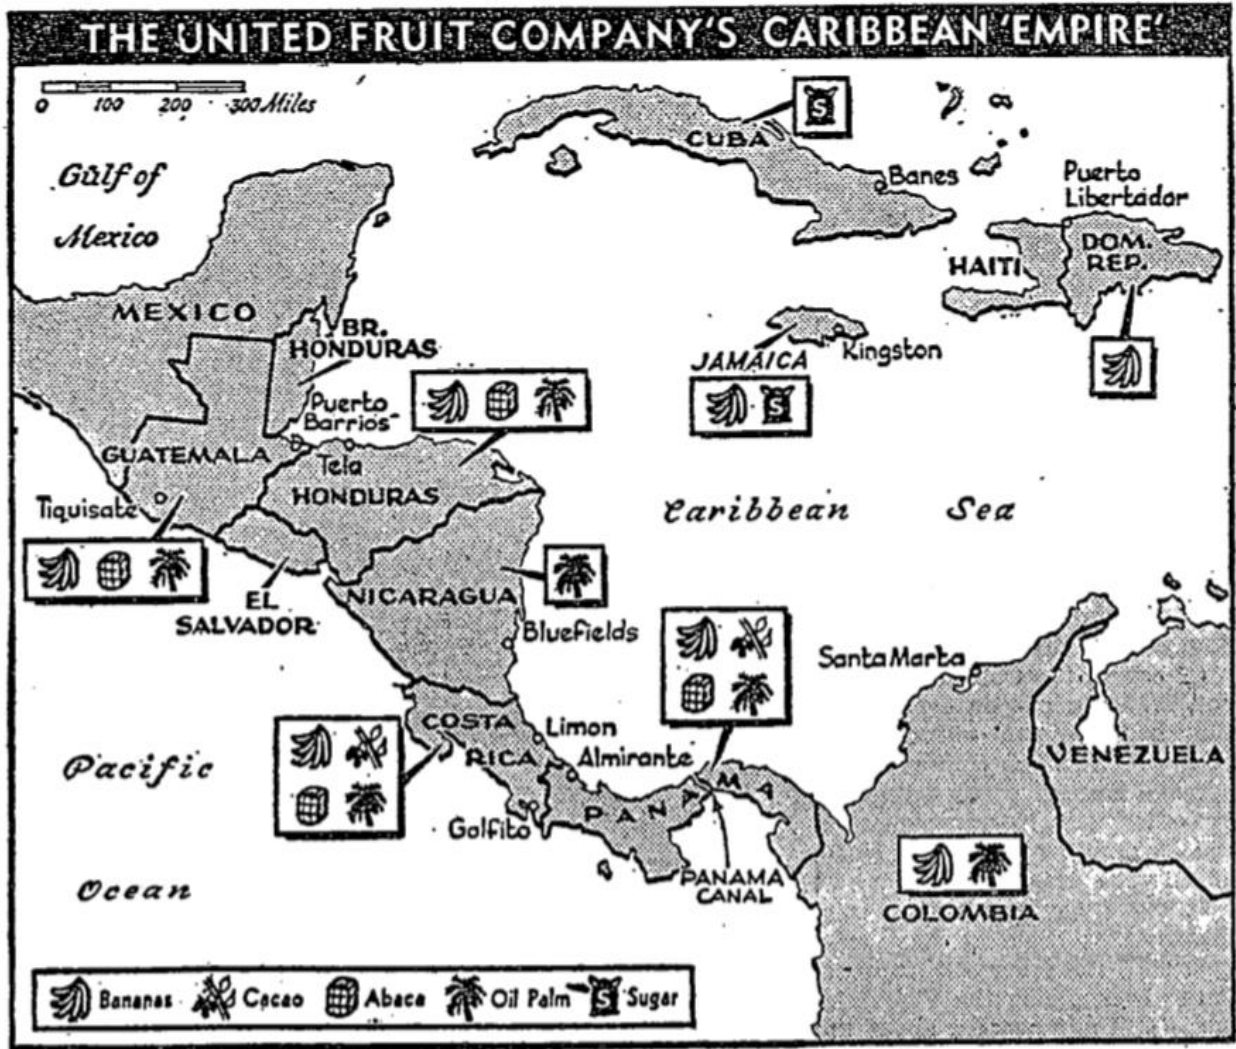 THE UNITED FRUIT COMPANY'S CARIBBEAN 'EMPIRE'
0 100 200 300 Miles
Gulf of
Mexico
CUBA
S
Banes
Puerto
Libertador
HAITI
DOM.
REP.
MEXICO
BR.
HONDURAS
JAMAICA
Kingston
S
Puerto
Barrios
GUATEMALA
Tela
HONDURAS
Tiquisate
Caribbean Sea
EL
SALVADOR
NICARAGUA
Bluefields
Santa Marta
COSTA
RICA
Limon
Almirante
VENEZUELA
Pacific
Ocean
PANAMA
Golfito
PANAMA
CANAL
COLOMBIA
Bananas Cacao Abaca Oil Palm S Sugar